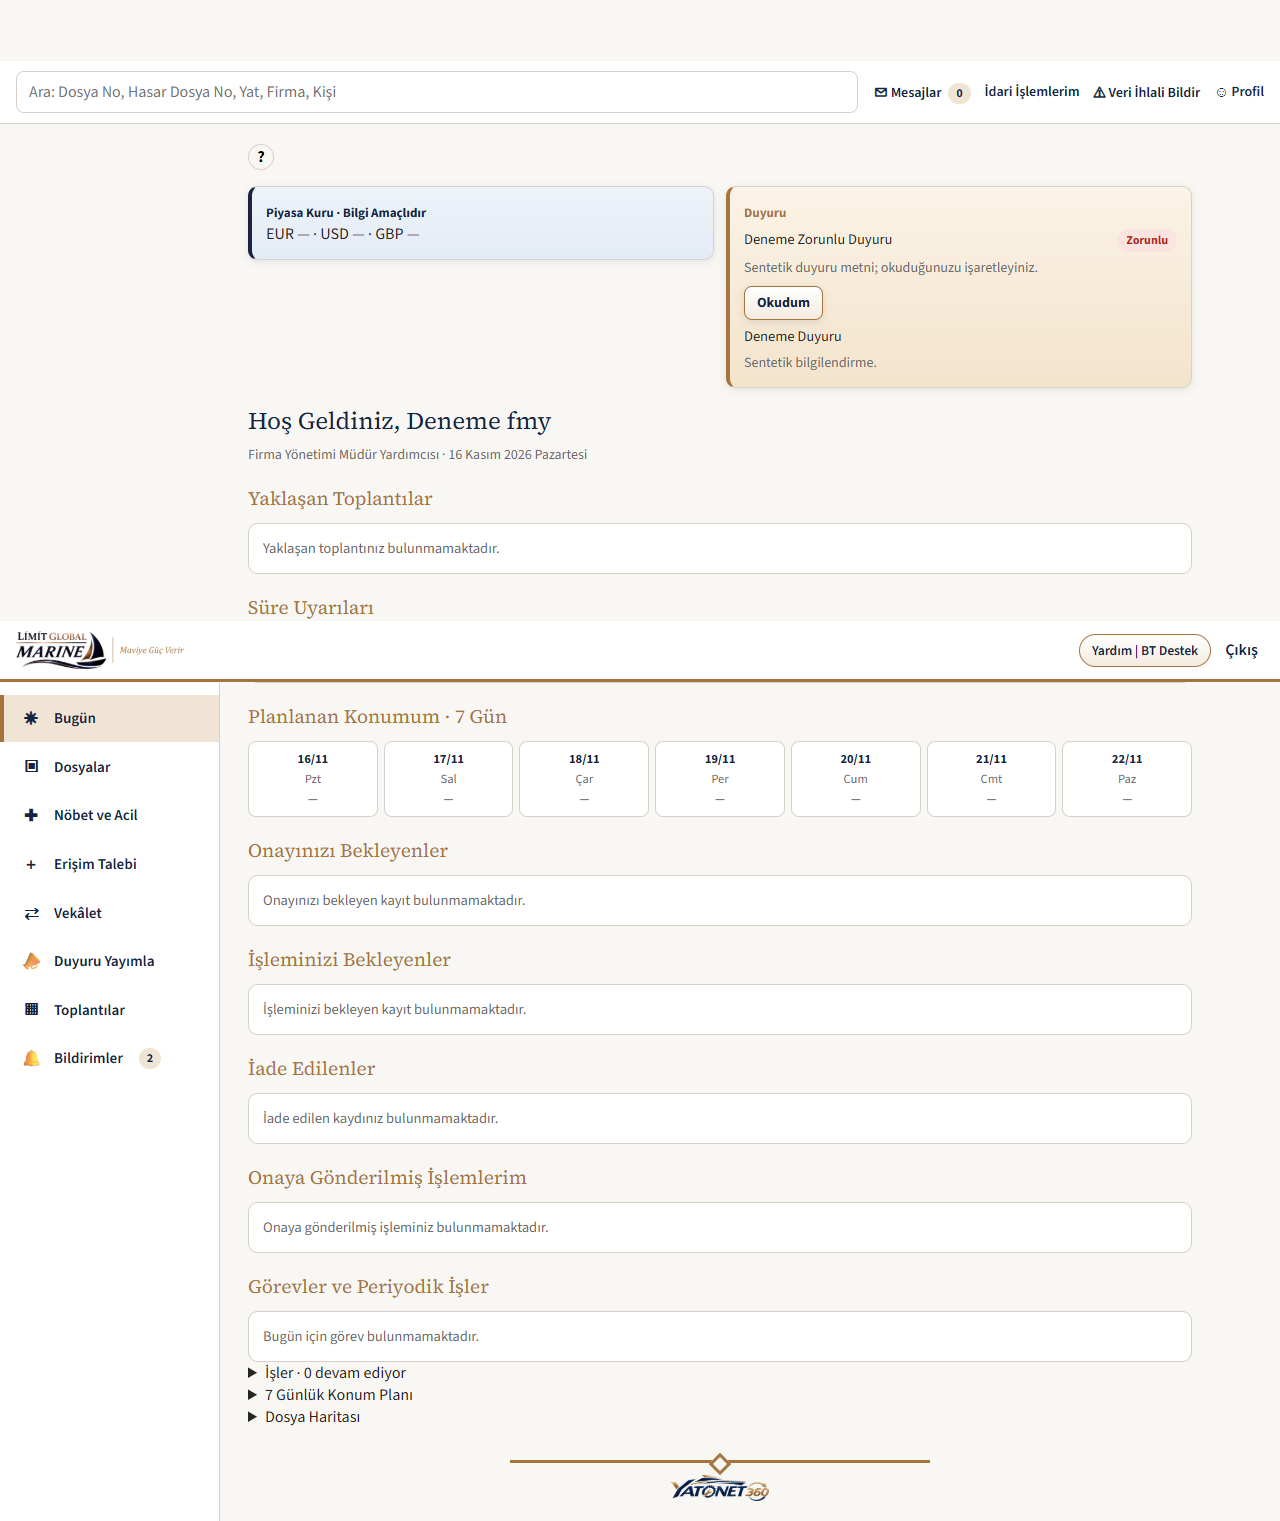 Ara: Dosya No, Hasar Dosya No, Yat, Firma, Kişi
Mesajlar 0
İdari İşlemlerim
Veri İhlali Bildir
Profil
?
Piyasa Kuru · Bilgi Amaçlıdır
EUR — · USD — · GBP —
Duyuru
Deneme Zorunlu Duyuru
Zorunlu
Sentetik duyuru metni; okuduğunuzu işaretleyiniz.
Okudum
Deneme Duyuru
Sentetik bilgilendirme.
Hoş Geldiniz, Deneme fmy
Firma Yönetimi Müdür Yardımcısı · 16 Kasım 2026 Pazartesi
Yaklaşan Toplantılar
Yaklaşan toplantınız bulunmamaktadır.
Süre Uyarıları
LİMİT GLOBAL
MARINE
Maviye Güç Verir
Yardım | BT Destek
Çıkış
Bugün
Dosyalar
Nöbet ve Acil
Erişim Talebi
Vekâlet
Duyuru Yayımla
Toplantılar
Bildirimler 2
Planlanan Konumum · 7 Gün
16/11
Pzt
—
17/11
Sal
—
18/11
Çar
—
19/11
Per
—
20/11
Cum
—
21/11
Cmt
—
22/11
Paz
—
Onayınızı Bekleyenler
Onayınızı bekleyen kayıt bulunmamaktadır.
İşleminizi Bekleyenler
İşleminizi bekleyen kayıt bulunmamaktadır.
İade Edilenler
İade edilen kaydınız bulunmamaktadır.
Onaya Gönderilmiş İşlemlerim
Onaya gönderilmiş işleminiz bulunmamaktadır.
Görevler ve Periyodik İşler
Bugün için görev bulunmamaktadır.
İşler · 0 devam ediyor
7 Günlük Konum Planı
Dosya Haritası
YATONET360